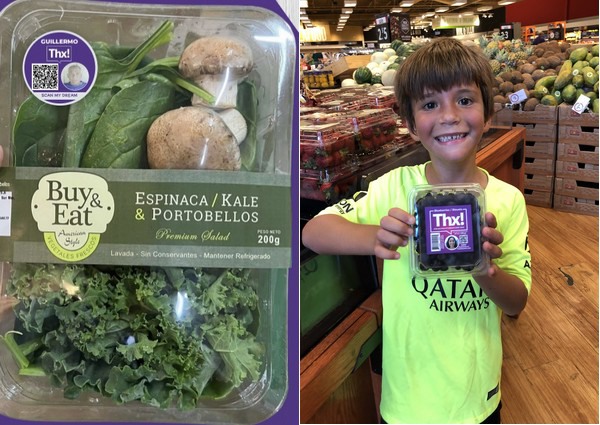 GUILLERMO
Thx!
SCAN MY DREAM
Buy&
Eat
American
Style
VEGETALES FRESCOS
ESPINACA / KALE
& PORTOBELLOS
Premium Salad
PESO NETO
200g
Lavada - Sin Conservantes - Mantener Refrigerado
Thx!
QATAR
AIRWAYS